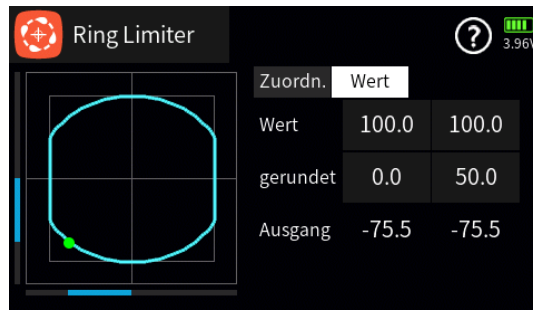 Ring Limiter ? 3.96V
Zuordn. Wert
Wert 100.0 100.0
gerundet 0.0 50.0
Ausgang -75.5 -75.5